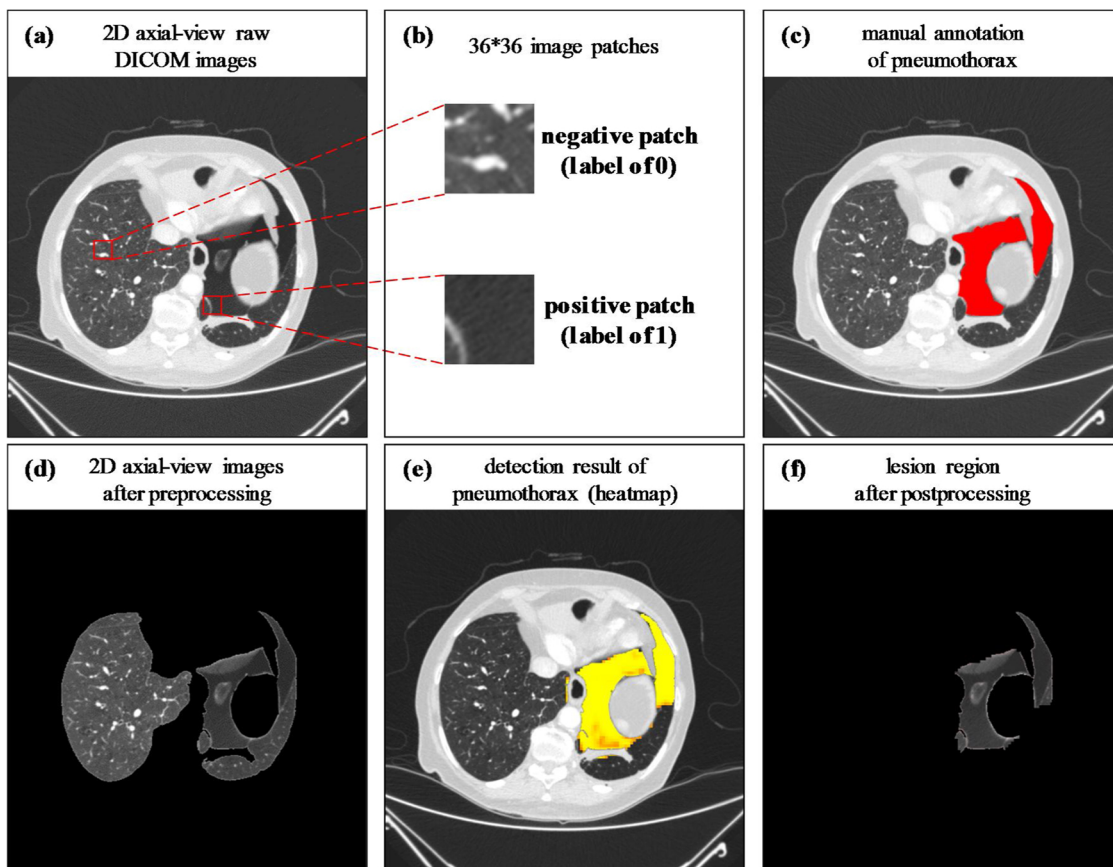 (a) 2D axial-view raw
DICOM images
(b)
36*36 image patches
negative patch
(label of 0)
positive patch
(label of 1)
(c) manual annotation
of pneumothorax
(d) 2D axial-view images
after preprocessing
(e) detection result of
pneumothorax (heatmap)
(f) lesion region
after postprocessing